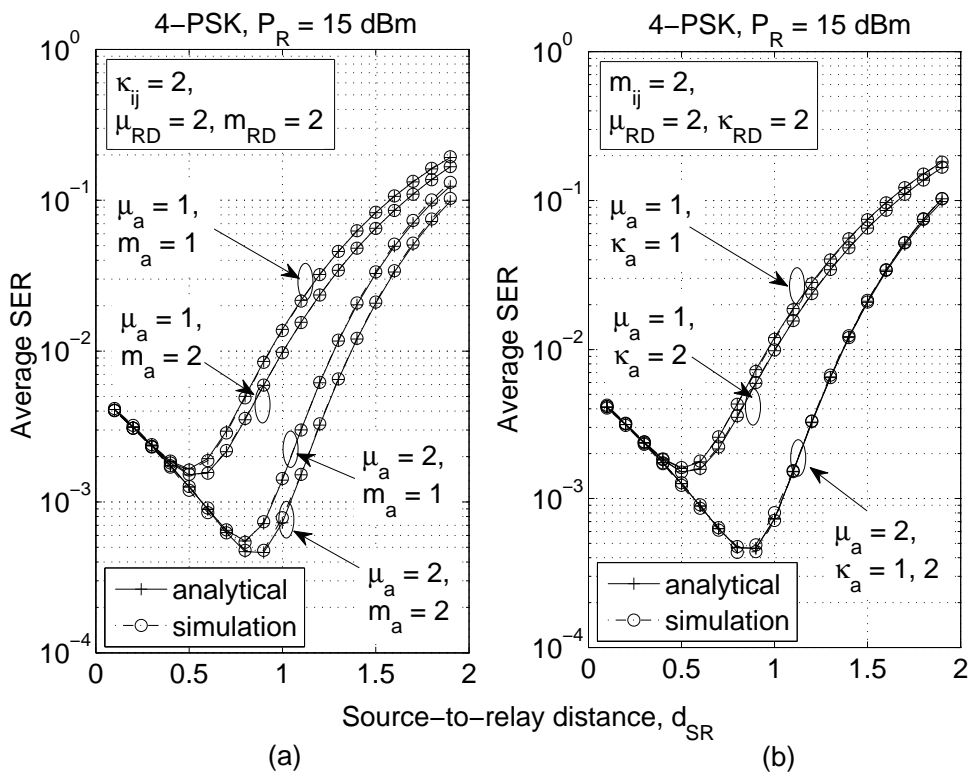 4−PSK, P_R = 15 dBm
10^0
10^−1
10^−2
10^−3
10^−4
Average SER
κ_ij = 2,
μ_RD = 2, m_RD = 2
μ_a = 1,
m_a = 1
μ_a = 1,
m_a = 2
μ_a = 2,
m_a = 1
μ_a = 2,
m_a = 2
analytical
simulation
0 0.5 1 1.5 2
(a)
4−PSK, P_R = 15 dBm
10^0
10^−1
10^−2
10^−3
10^−4
Average SER
m_ij = 2,
μ_RD = 2, κ_RD = 2
μ_a = 1,
κ_a = 1
μ_a = 1,
κ_a = 2
μ_a = 2,
κ_a = 1, 2
analytical
simulation
0 0.5 1 1.5 2
Source−to−relay distance, d_SR
(b)